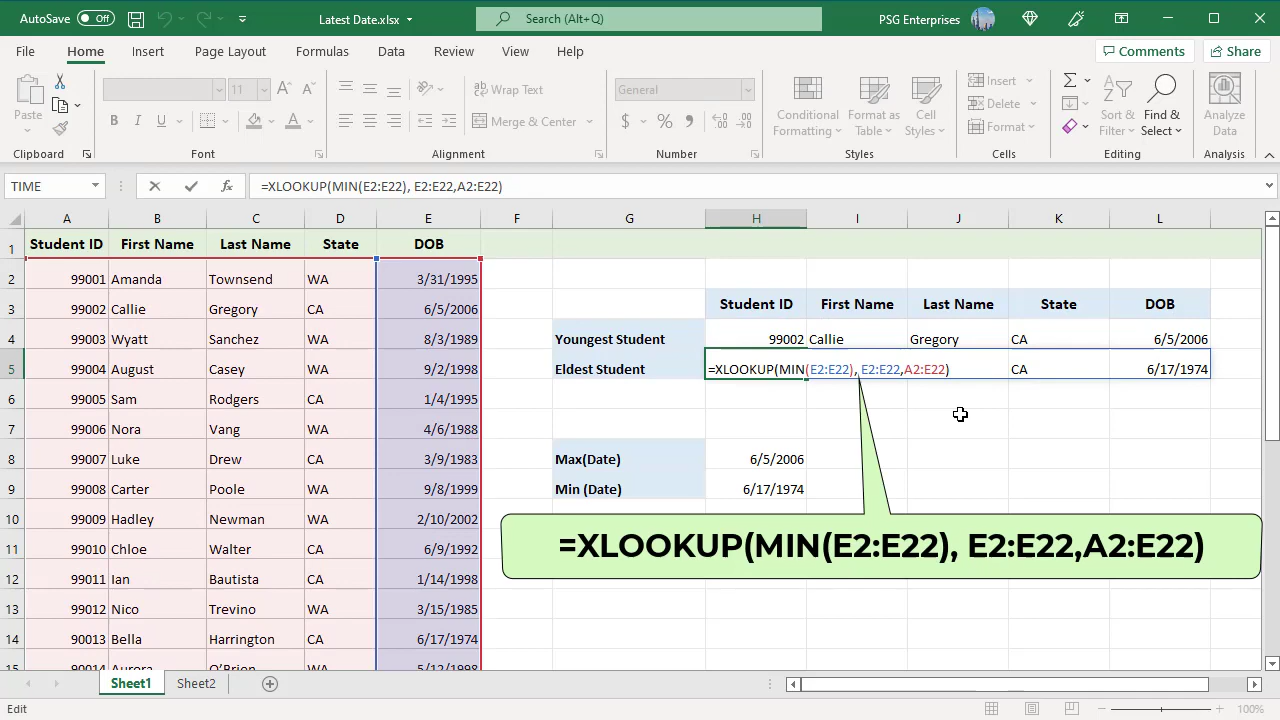 AutoSave Off Latest Date.xlsx Search (Alt+Q) PSG Enterprises
File Home Insert Page Layout Formulas Data Review View Help Comments Share
Paste 11 Wrap Text General Conditional Formatting Format as Table Cell Styles Insert Sort & Filter Find & Select Analyze Data
B I U A Merge & Center $ % Delete
Format
Clipboard Font Alignment Number Styles Cells Editing Analysis
TIME fx =XLOOKUP(MIN(E2:E22), E2:E22,A2:E22)
A B C D E F G H I J K L
1 Student ID First Name Last Name State DOB
2 99001 Amanda Townsend WA 3/31/1995
3 99002 Callie Gregory CA 6/5/2006 Student ID First Name Last Name State DOB
4 99003 Wyatt Sanchez WA 8/3/1989 Youngest Student 99002 Callie Gregory CA 6/5/2006
5 99004 August Casey WA 9/2/1998 Eldest Student =XLOOKUP(MIN(E2:E22), E2:E22,A2:E22) CA 6/17/1974
6 99005 Sam Rodgers CA 1/4/1995
7 99006 Nora Vang WA 4/6/1988
8 99007 Luke Drew CA 3/9/1983 Max(Date) 6/5/2006
9 99008 Carter Poole WA 9/8/1999 Min (Date) 6/17/1974
10 99009 Hadley Newman WA 2/10/2002
11 99010 Chloe Walter CA 6/9/1992 =XLOOKUP(MIN(E2:E22), E2:E22,A2:E22)
12 99011 Ian Bautista CA 1/14/1998
13 99012 Nico Trevino WA 3/15/1985
14 90013 Bella Harrington CA 6/17/1974
15 90014 Aurora O'Brien WA 5/12/1998
Sheet1 Sheet2
Edit 100%